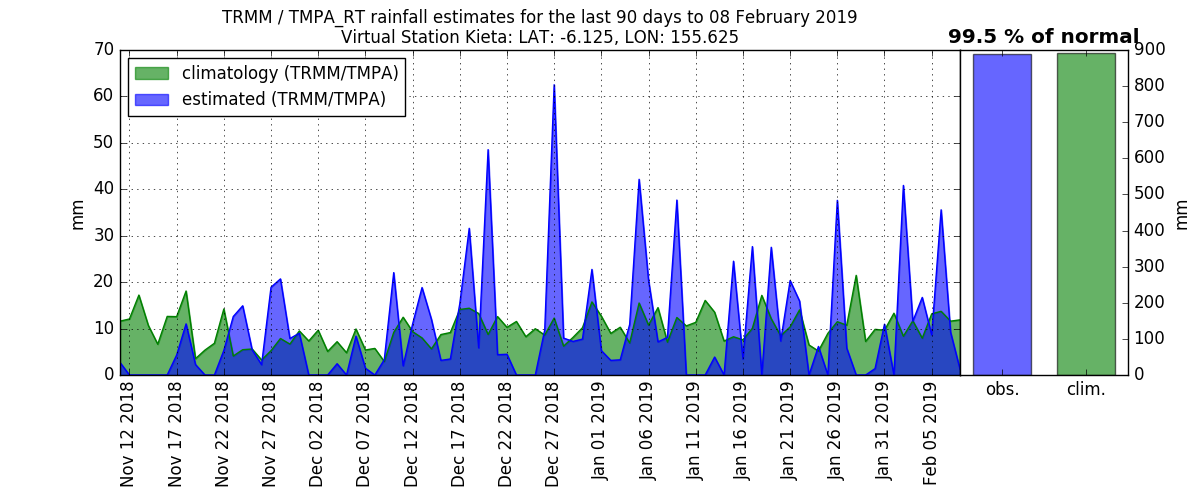 TRMM / TMPA_RT rainfall estimates for the last 90 days to 08 February 2019
Virtual Station Kieta: LAT: -6.125, LON: 155.625
99.5 % of normal
climatology (TRMM/TMPA)
estimated (TRMM/TMPA)
mm
70
60
50
40
30
20
10
0
Nov 12 2018
Nov 17 2018
Nov 22 2018
Nov 27 2018
Dec 02 2018
Dec 07 2018
Dec 12 2018
Dec 17 2018
Dec 22 2018
Dec 27 2018
Jan 01 2019
Jan 06 2019
Jan 11 2019
Jan 16 2019
Jan 21 2019
Jan 26 2019
Jan 31 2019
Feb 05 2019
obs.
clim.
900
800
700
600
500
400
300
200
100
0
mm